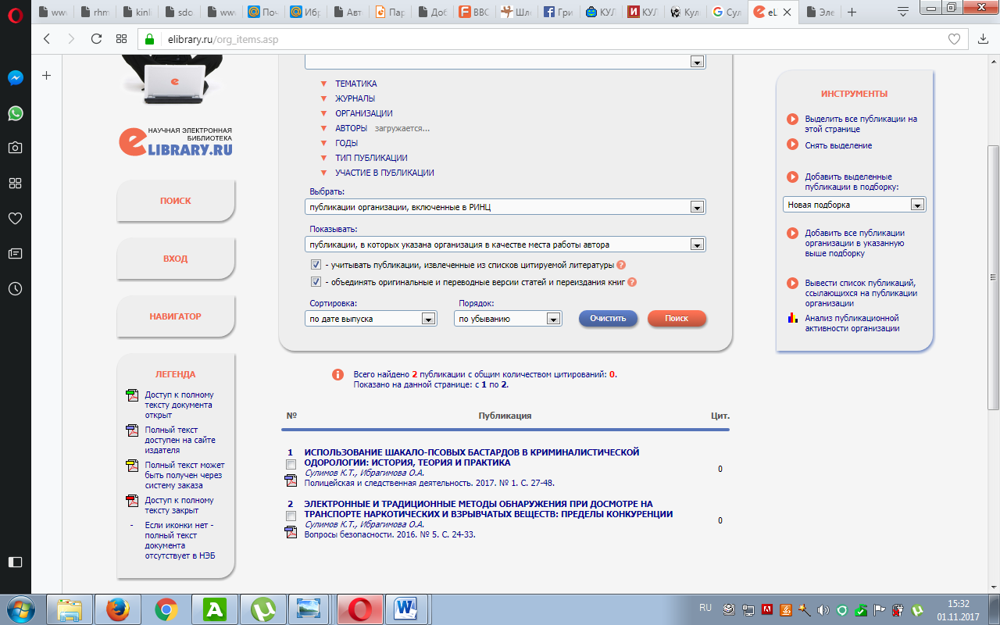 www
rhm
kinl
sdo
www
Поч
Ибр
Авт
Пар
Доб
BBC
Шле
Гри
КУЛ
КУЛ
Кул
Сул
eL
Эле
elibrary.ru/org_items.asp
НАУЧНАЯ ЭЛЕКТРОННАЯ
БИБЛИОТЕКА
eLIBRARY.RU
ПОИСК
ВХОД
НАВИГАТОР
ЛЕГЕНДА
Доступ к полному
тексту документа
открыт
Полный текст
доступен на сайте
издателя
Полный текст может
быть получен через
систему заказа
Доступ к полному
тексту закрыт
- Если иконки нет -
полный текст
документа
отсутствует в НЭБ
ТЕМАТИКА
ЖУРНАЛЫ
ОРГАНИЗАЦИИ
АВТОРЫ загружается...
ГОДЫ
ТИП ПУБЛИКАЦИИ
УЧАСТИЕ В ПУБЛИКАЦИИ
Выбрать:
публикации организации, включенные в РИНЦ
Показывать:
публикации, в которых указана организация в качестве места работы автора
- учитывать публикации, извлеченные из списков цитируемой литературы ?
- объединять оригинальные и переводные версии статей и переиздания книг ?
Сортировка: Порядок:
по дате выпуска по убыванию Очистить Поиск
Всего найдено 2 публикации с общим количеством цитирований: 0.
Показано на данной странице: с 1 по 2.
№ Публикация Цит.
1 ИСПОЛЬЗОВАНИЕ ШАКАЛО-ПСОВЫХ БАСТАРДОВ В КРИМИНАЛИСТИЧЕСКОЙ
ОДОРОЛОГИИ: ИСТОРИЯ, ТЕОРИЯ И ПРАКТИКА
Сулимов К.Т., Ибрагимова О.А.
Полицейская и следственная деятельность. 2017. № 1. С. 27-48.
0
2 ЭЛЕКТРОННЫЕ И ТРАДИЦИОННЫЕ МЕТОДЫ ОБНАРУЖЕНИЯ ПРИ ДОСМОТРЕ НА
ТРАНСПОРТЕ НАРКОТИЧЕСКИХ И ВЗРЫВЧАТЫХ ВЕЩЕСТВ: ПРЕДЕЛЫ КОНКУРЕНЦИИ
Сулимов К.Т., Ибрагимова О.А.
Вопросы безопасности. 2016. № 5. С. 24-33.
0
ИНСТРУМЕНТЫ
Выделить все публикации на
этой странице
Снять выделение
Добавить выделенные
публикации в подборку:
Новая подборка
Добавить все публикации
организации в указанную
выше подборку
Вывести список публикаций,
ссылающихся на публикации
организации
Анализ публикационной
активности организации
RU
15:32
01.11.2017